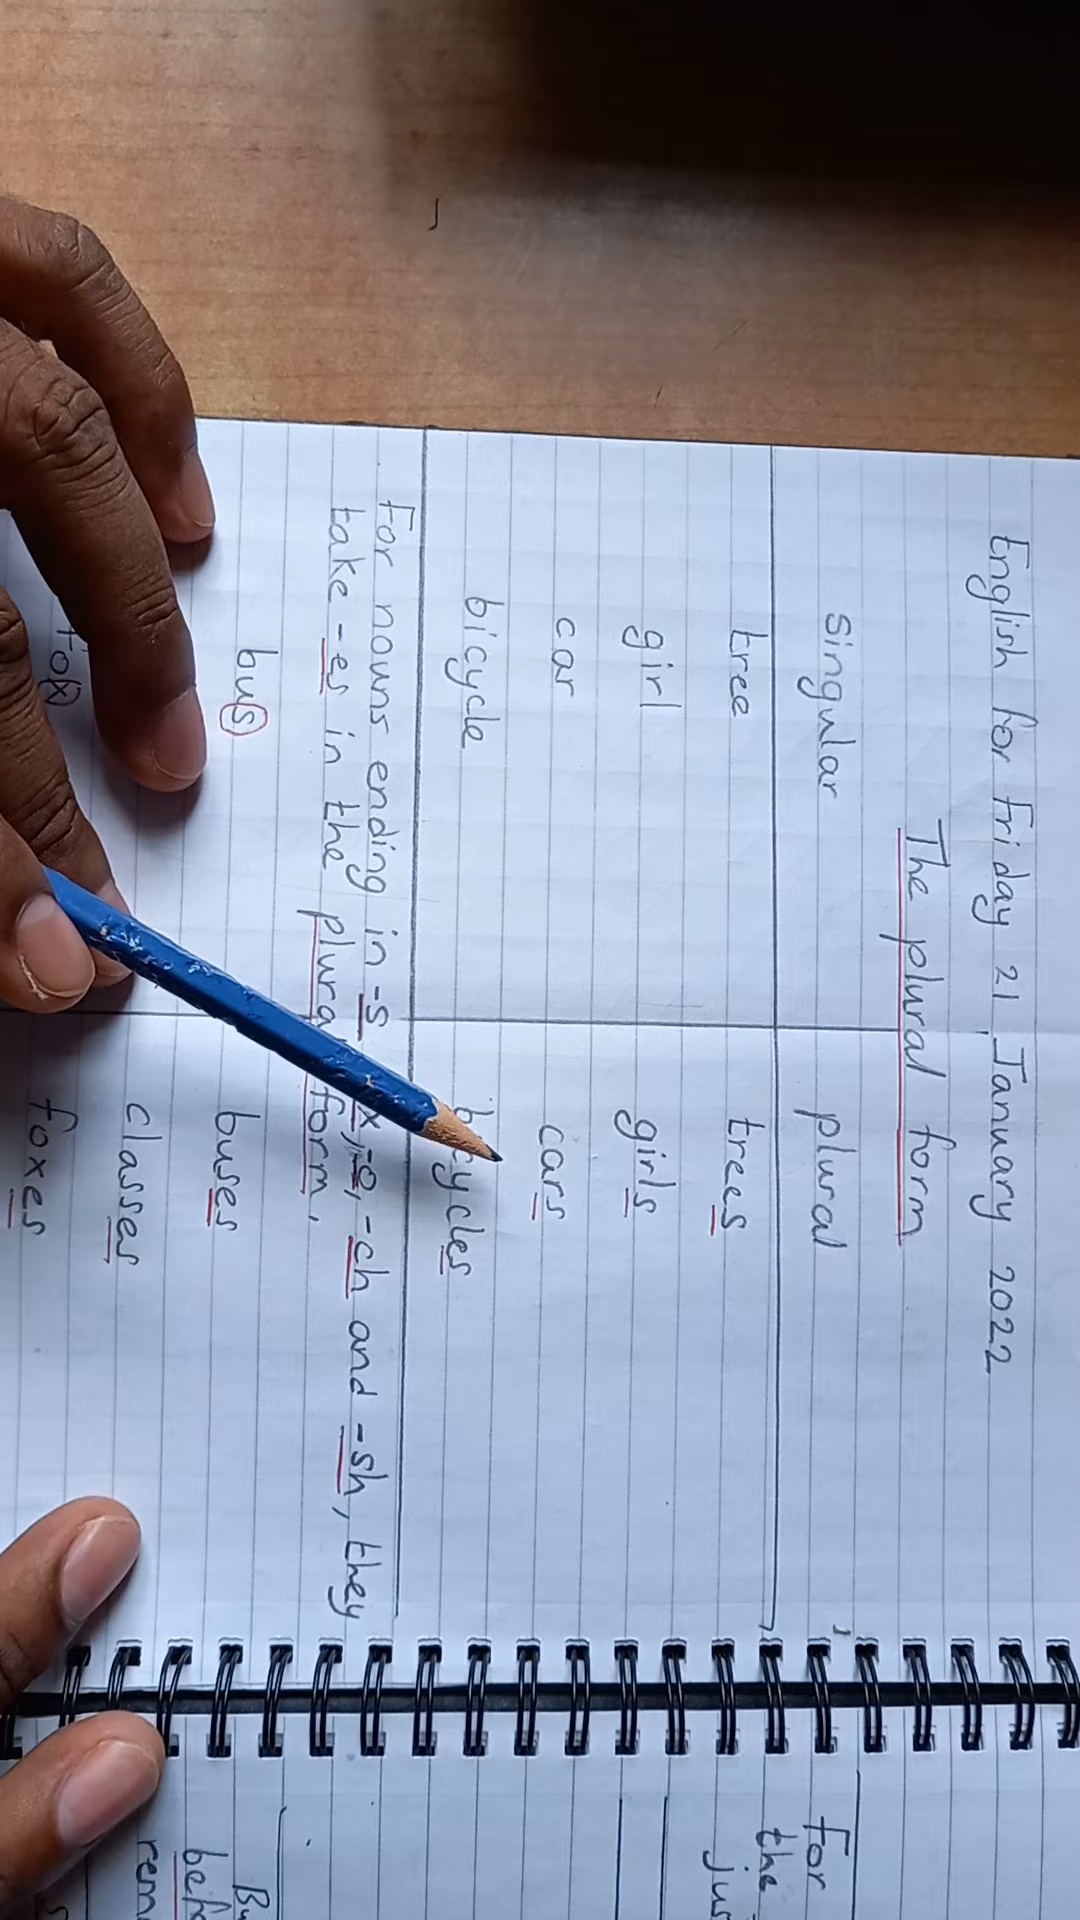 English for Friday 21 January 2022
The plural form
singular plural
tree trees
girl girls
car cars
bicycle bicycles
For nouns ending in -s, -x, -o, -ch and -sh, they
take -es in the plural form.
bus buses
classes
fox foxes
For
the